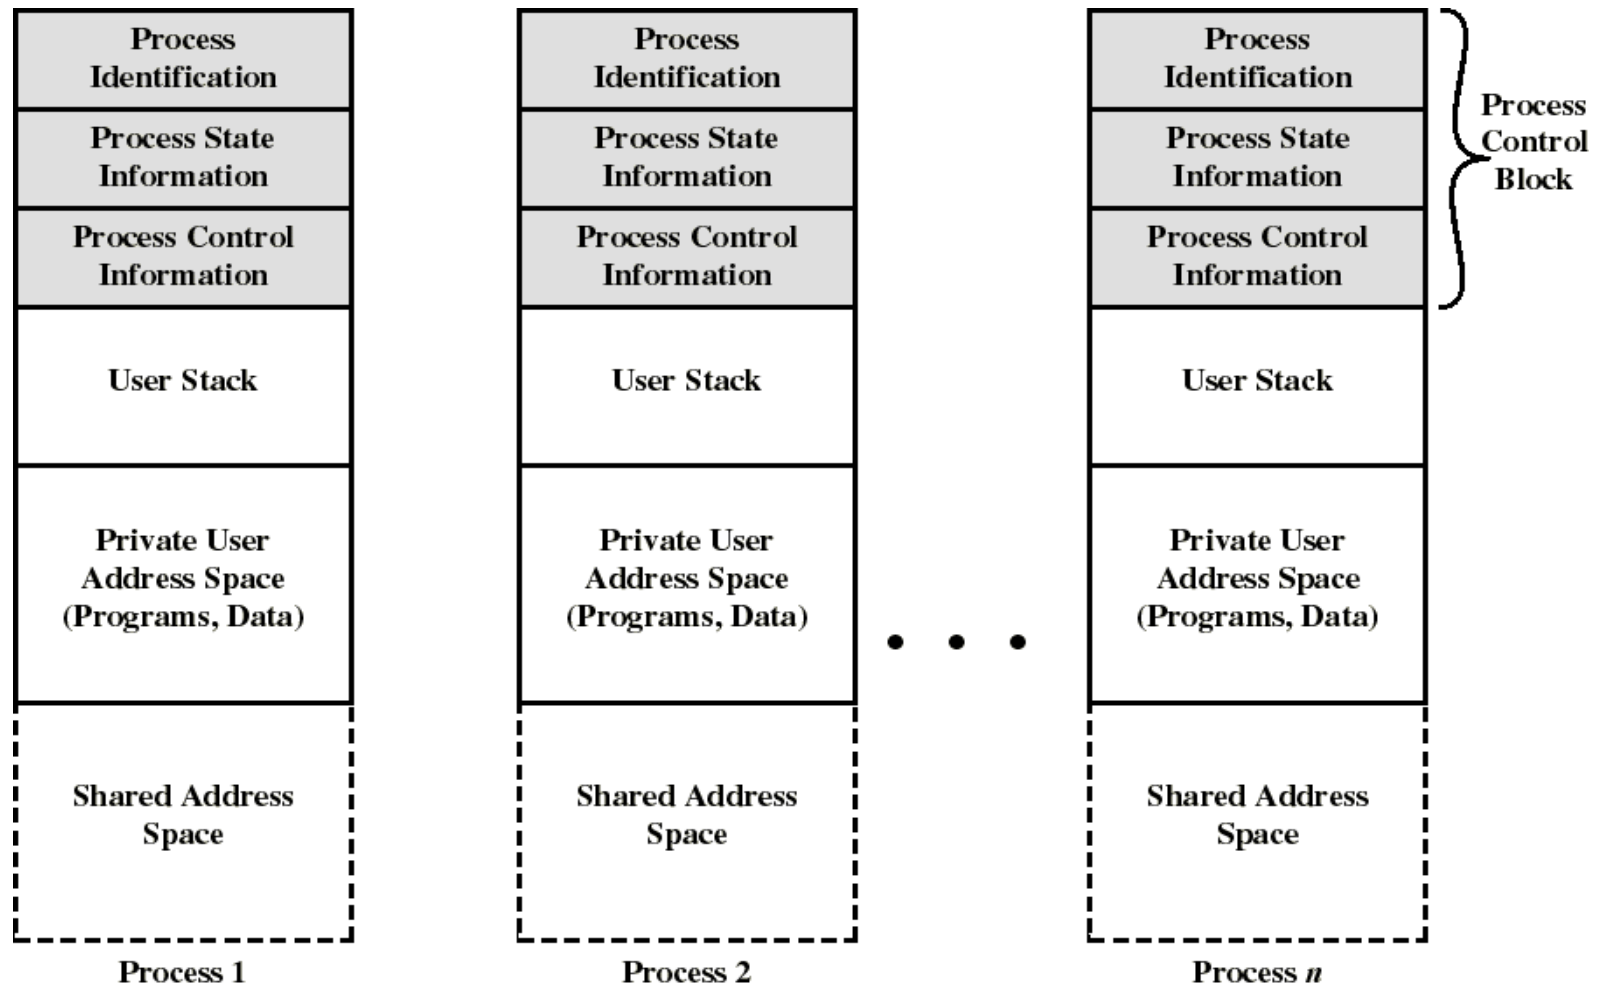 Process
Identification
Process State
Information
Process Control
Information
User Stack
Private User
Address Space
(Programs, Data)
Shared Address
Space
Process 1
Process
Identification
Process State
Information
Process Control
Information
User Stack
Private User
Address Space
(Programs, Data)
Shared Address
Space
Process 2
Process
Identification
Process State
Information
Process Control
Information
User Stack
Private User
Address Space
(Programs, Data)
Shared Address
Space
Process n
Process
Control
Block